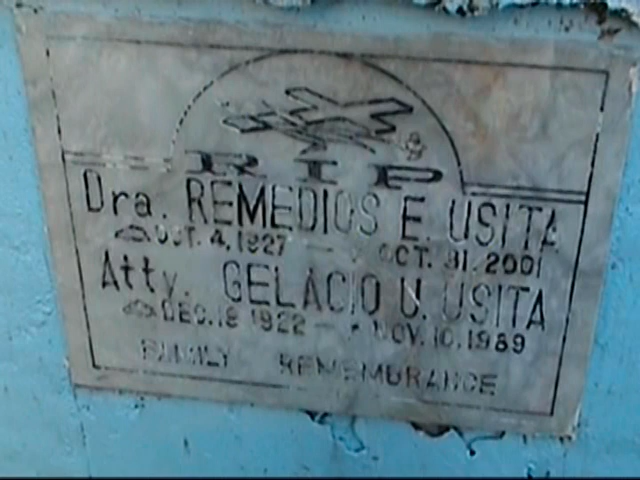 RIP
Dra. REMEDIOS E. USITA
OCT. 4, 1927 — OCT. 31, 2001
Atty. GELACIO U. USITA
DEC. 18 1922 — NOV. 10, 1989
FAMILY REMEMBRANCE